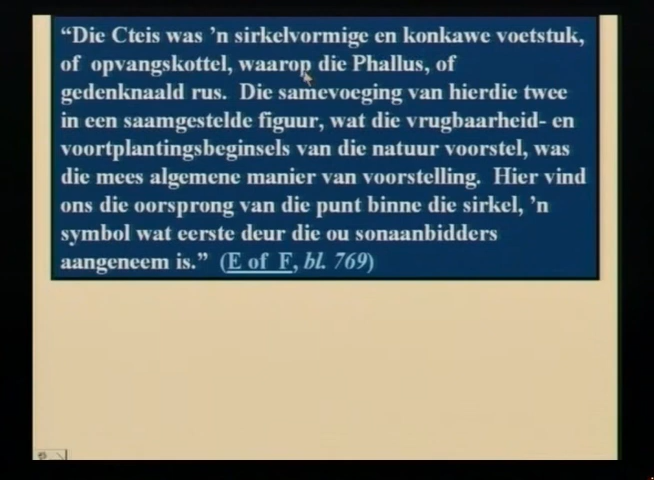 “Die Cteis was ’n sirkelvormige en konkawe voetstuk,
of opvangskottel, waarop die Phallus, of
gedenknaald rus. Die samevoeging van hierdie twee
in een saamgestelde figuur, wat die vrugbaarheid- en
voortplantingsbeginsels van die natuur voorstel, was
die mees algemene manier van voorstelling. Hier vind
ons die oorsprong van die punt binne die sirkel, ’n
symbol wat eerste deur die ou sonaanbidders
aangeneem is.” (E of F, bl. 769)